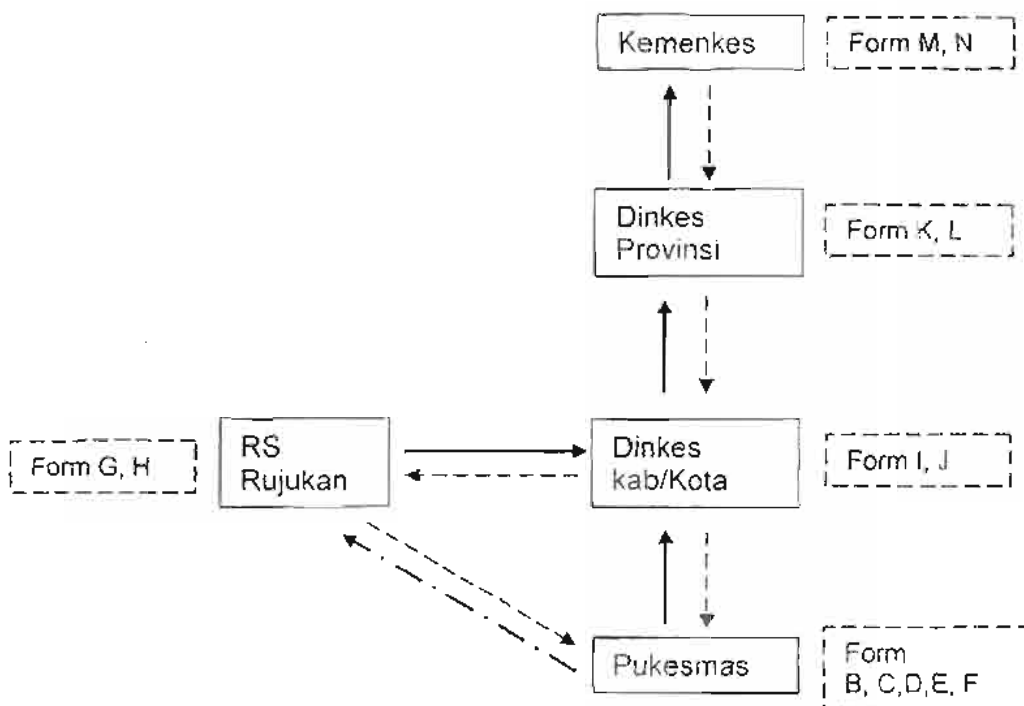 Kemenkes
Form M, N
Dinkes
Provinsi
Form K, L
Form G, H
RS
Rujukan
Dinkes
kab/Kota
Form I, J
Pukesmas
Form
B, C,D,E, F